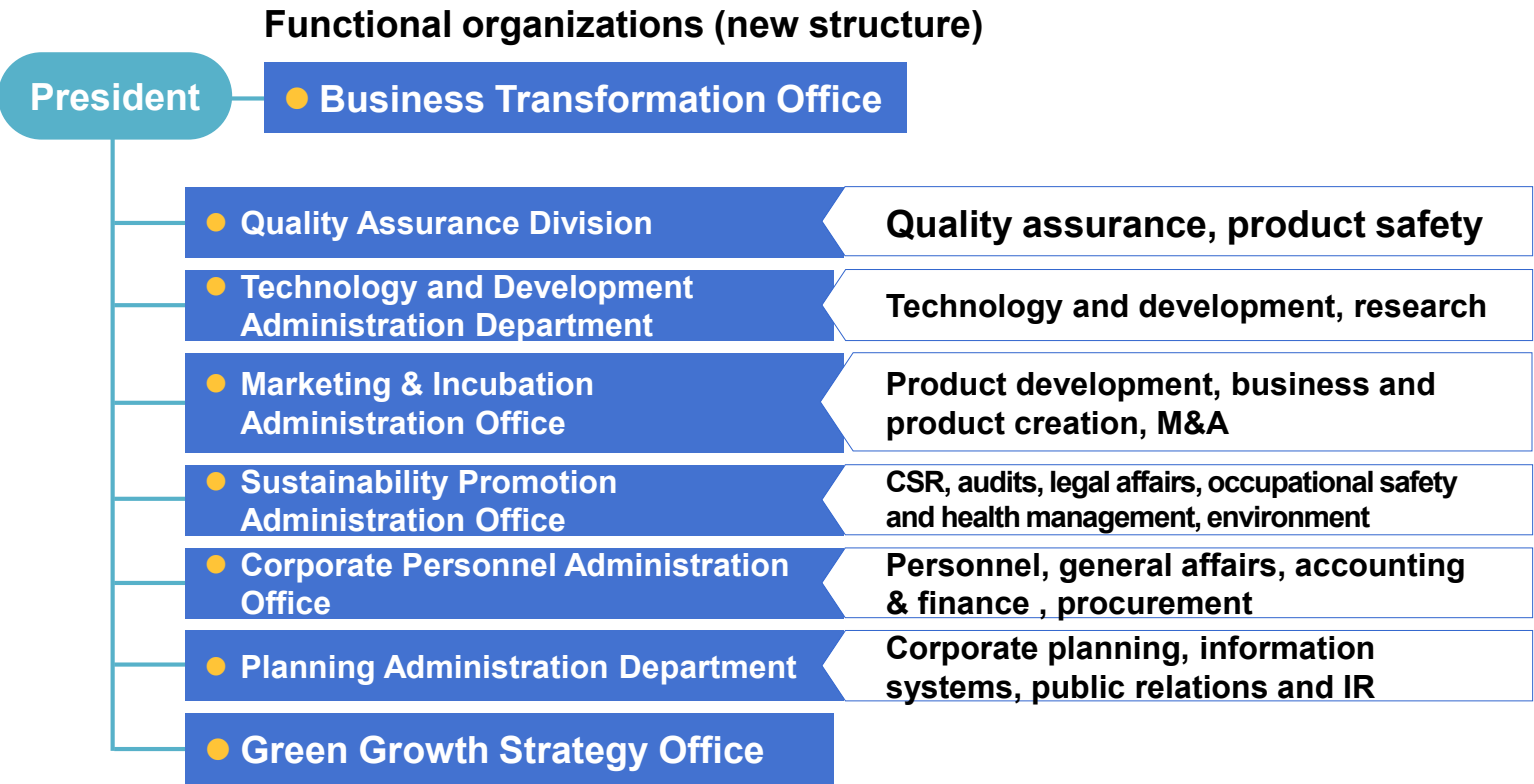 Functional organizations (new structure)
President
Business Transformation Office
Quality Assurance Division
Quality assurance, product safety
Technology and Development
Administration Department
Technology and development, research
Marketing & Incubation
Administration Office
Product development, business and
product creation, M&A
Sustainability Promotion
Administration Office
CSR, audits, legal affairs, occupational safety
and health management, environment
Corporate Personnel Administration
Office
Personnel, general affairs, accounting
& finance , procurement
Planning Administration Department
Corporate planning, information
systems, public relations and IR
Green Growth Strategy Office